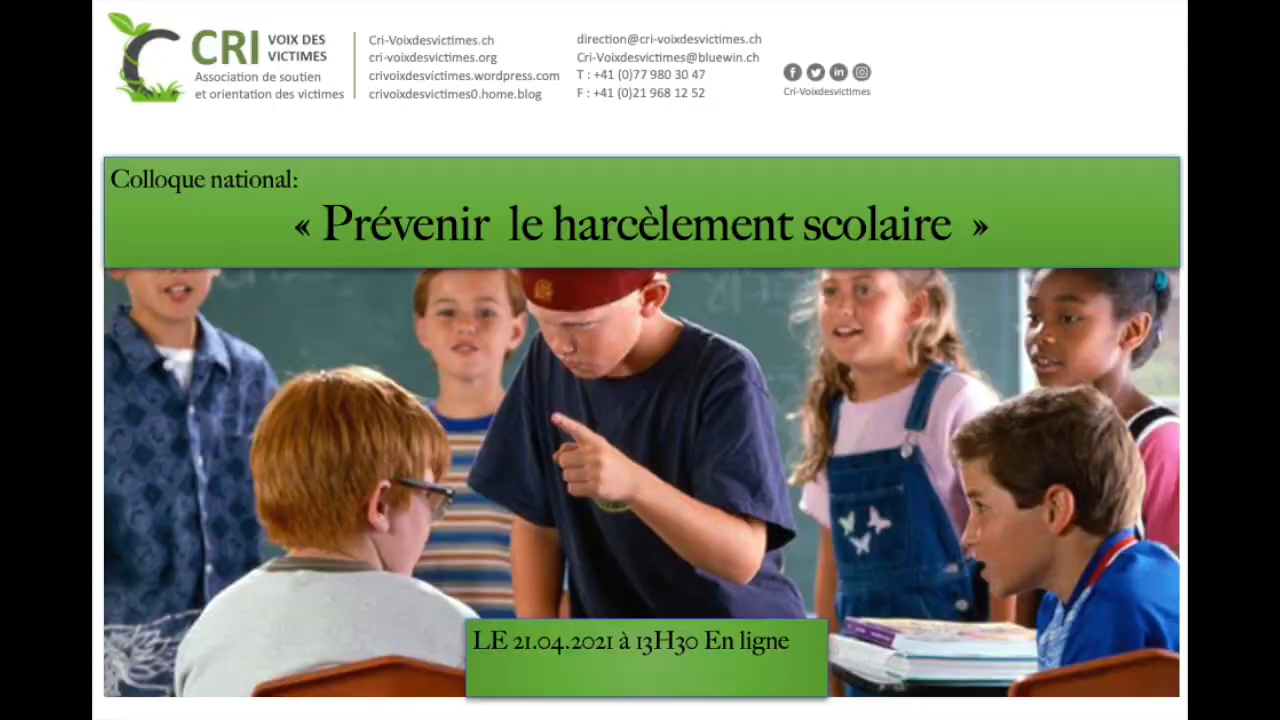 CRI VOIX DES
VICTIMES
Association de soutien
et orientation des victimes
Cri-Voixdesvictimes.ch
cri-voixdesvictimes.org
crivoixdesvictimes.wordpress.com
crivoixdesvictimes0.home.blog
direction@cri-voixdesvictimes.ch
Cri-Voixdesvictimes@bluewin.ch
T : +41 (0)77 980 30 47
F : +41 (0)21 968 12 52
Cri-Voixdesvictimes
Colloque national:
« Prévenir le harcèlement scolaire »
LE 21.04.2021 à 13H30 En ligne